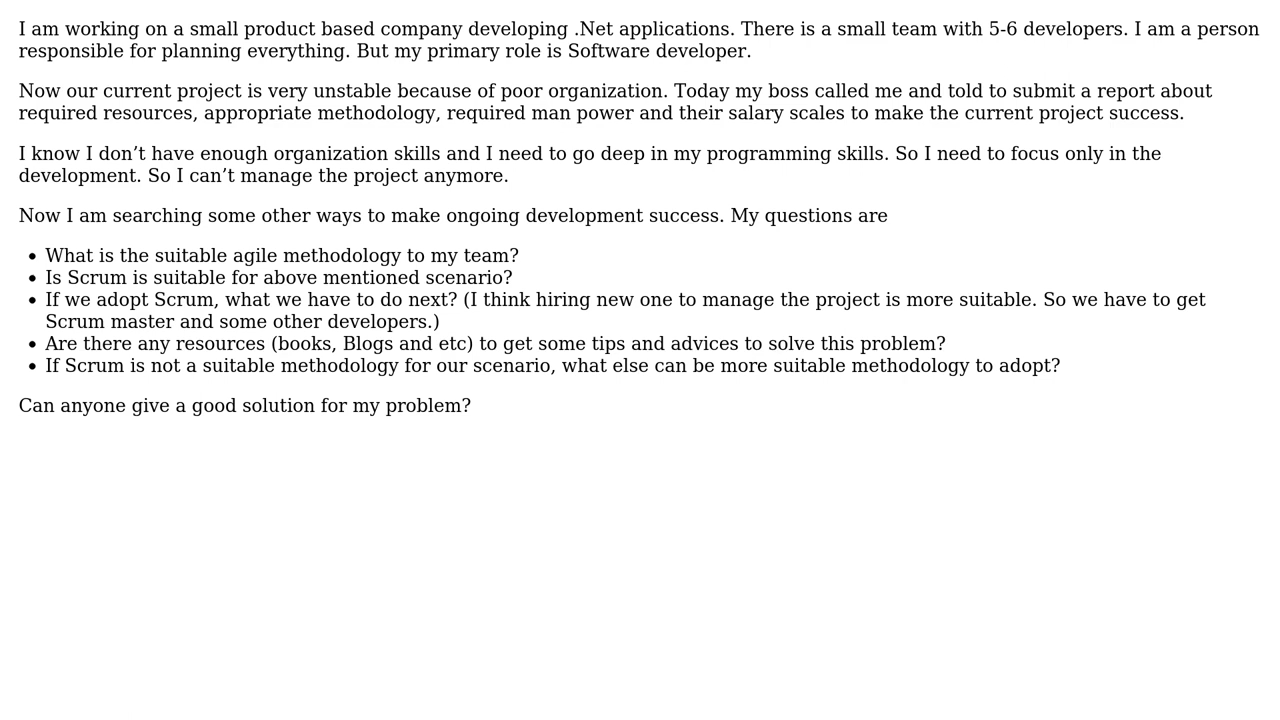 I am working on a small product based company developing .Net applications. There is a small team with 5-6 developers. I am a person
responsible for planning everything. But my primary role is Software developer.
Now our current project is very unstable because of poor organization. Today my boss called me and told to submit a report about
required resources, appropriate methodology, required man power and their salary scales to make the current project success.
I know I don’t have enough organization skills and I need to go deep in my programming skills. So I need to focus only in the
development. So I can’t manage the project anymore.
Now I am searching some other ways to make ongoing development success. My questions are
• What is the suitable agile methodology to my team?
• Is Scrum is suitable for above mentioned scenario?
• If we adopt Scrum, what we have to do next? (I think hiring new one to manage the project is more suitable. So we have to get
Scrum master and some other developers.)
• Are there any resources (books, Blogs and etc) to get some tips and advices to solve this problem?
• If Scrum is not a suitable methodology for our scenario, what else can be more suitable methodology to adopt?
Can anyone give a good solution for my problem?